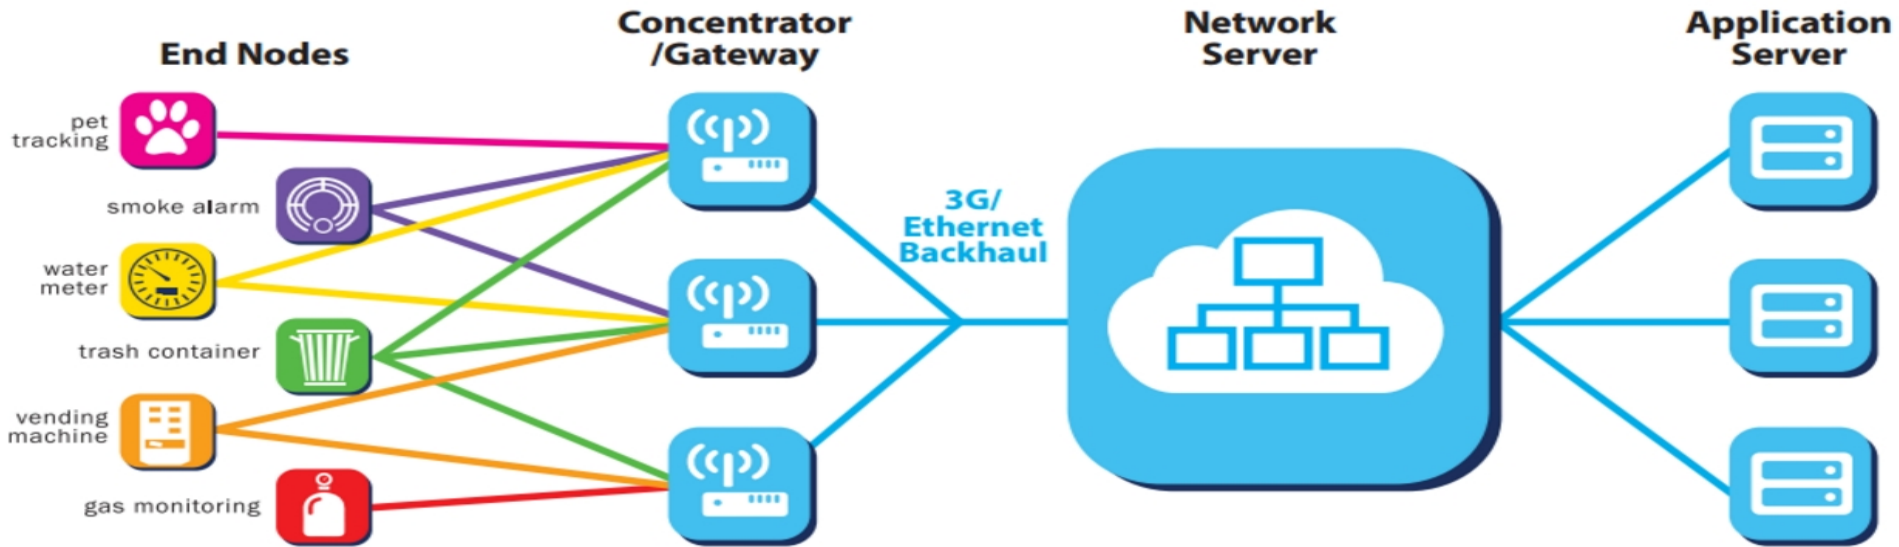 End Nodes
Concentrator
/Gateway
Network
Server
Application
Server
pet
tracking
smoke alarm
water
meter
trash container
vending
machine
gas monitoring
3G/
Ethernet
Backhaul